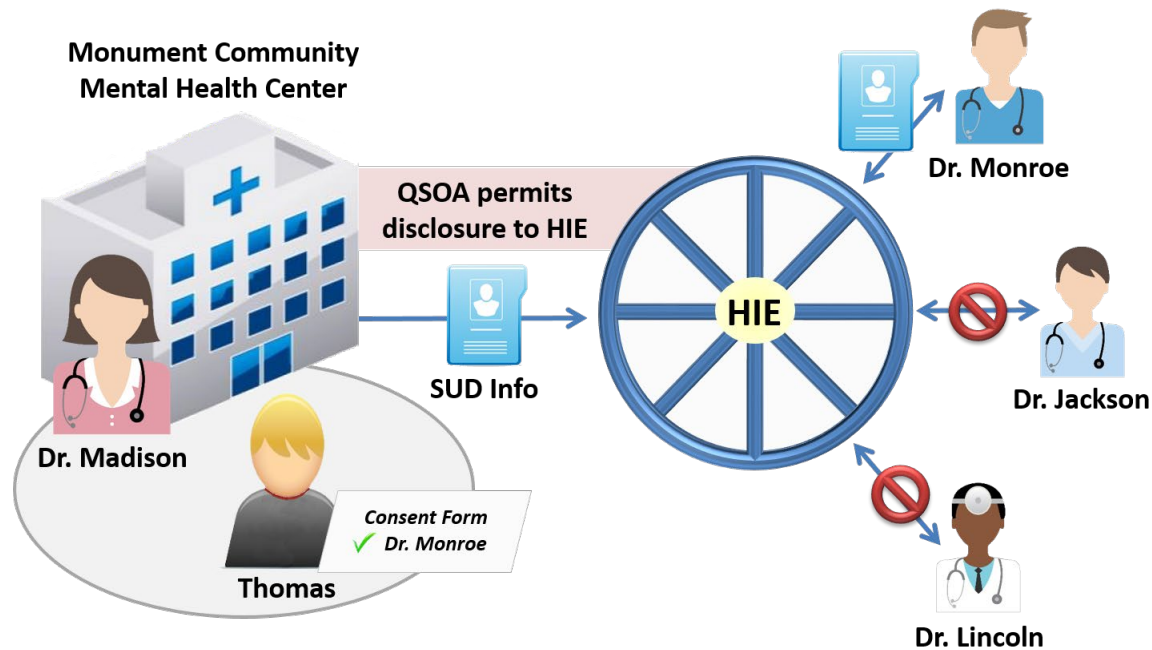 Monument Community
Mental Health Center
QSOA permits
disclosure to HIE
Dr. Monroe
HIE
SUD Info
Dr. Jackson
Dr. Madison
Consent Form
Dr. Monroe
Thomas
Dr. Lincoln